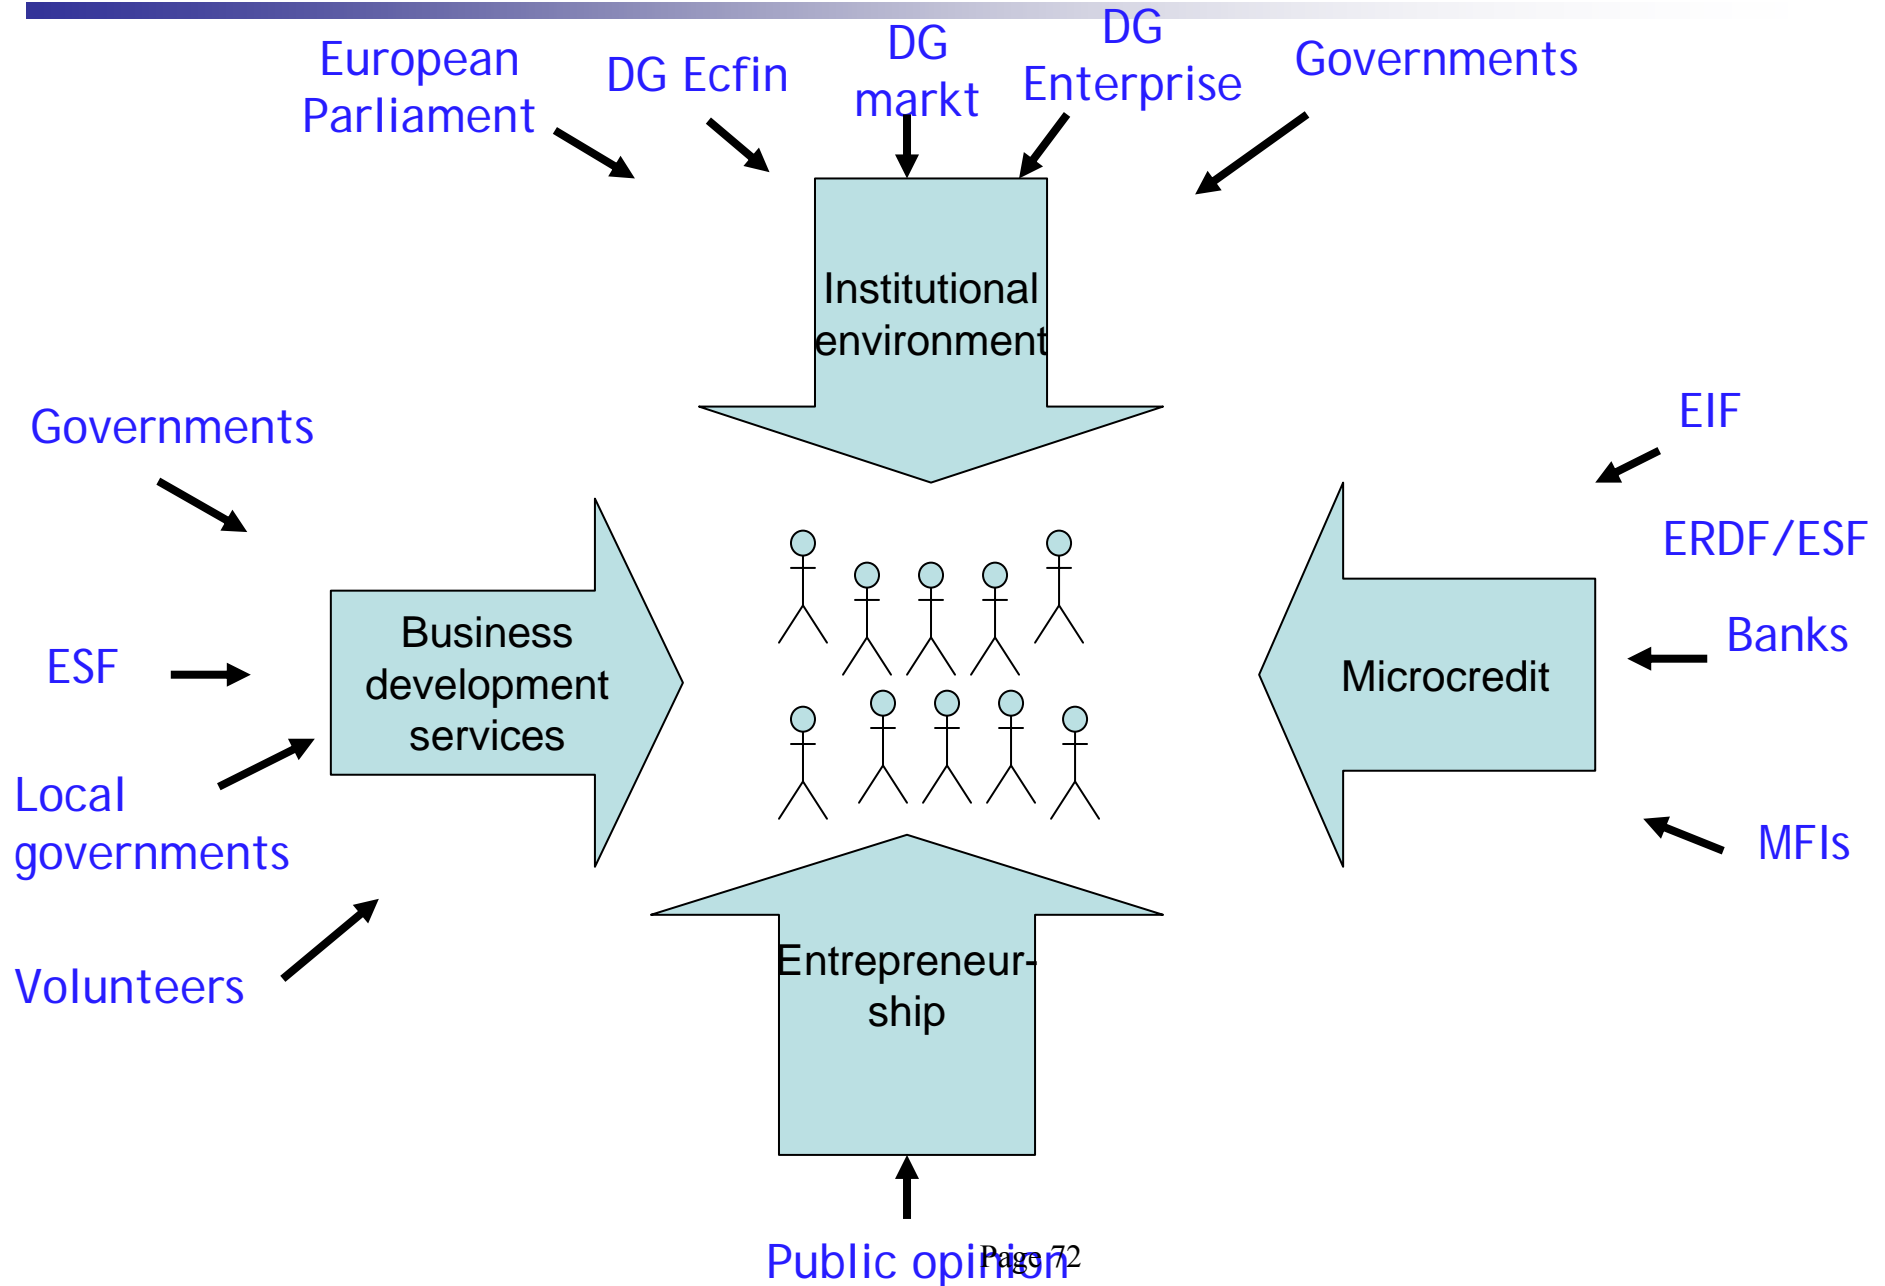 European
Parliament
DG Ecfin
DG
markt
DG
Enterprise
Governments
Institutional
environment
Governments
EIF
ERDF/ESF
Business
development
services
ESF
Microcredit
Banks
Local
governments
MFIs
Volunteers
Entrepreneur-
ship
Public opinion
Page 72